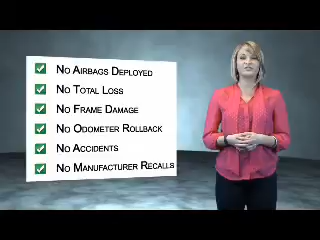 No Airbags Deployed
No Total Loss
No Frame Damage
No Odometer Rollback
No Accidents
No Manufacturer Recalls